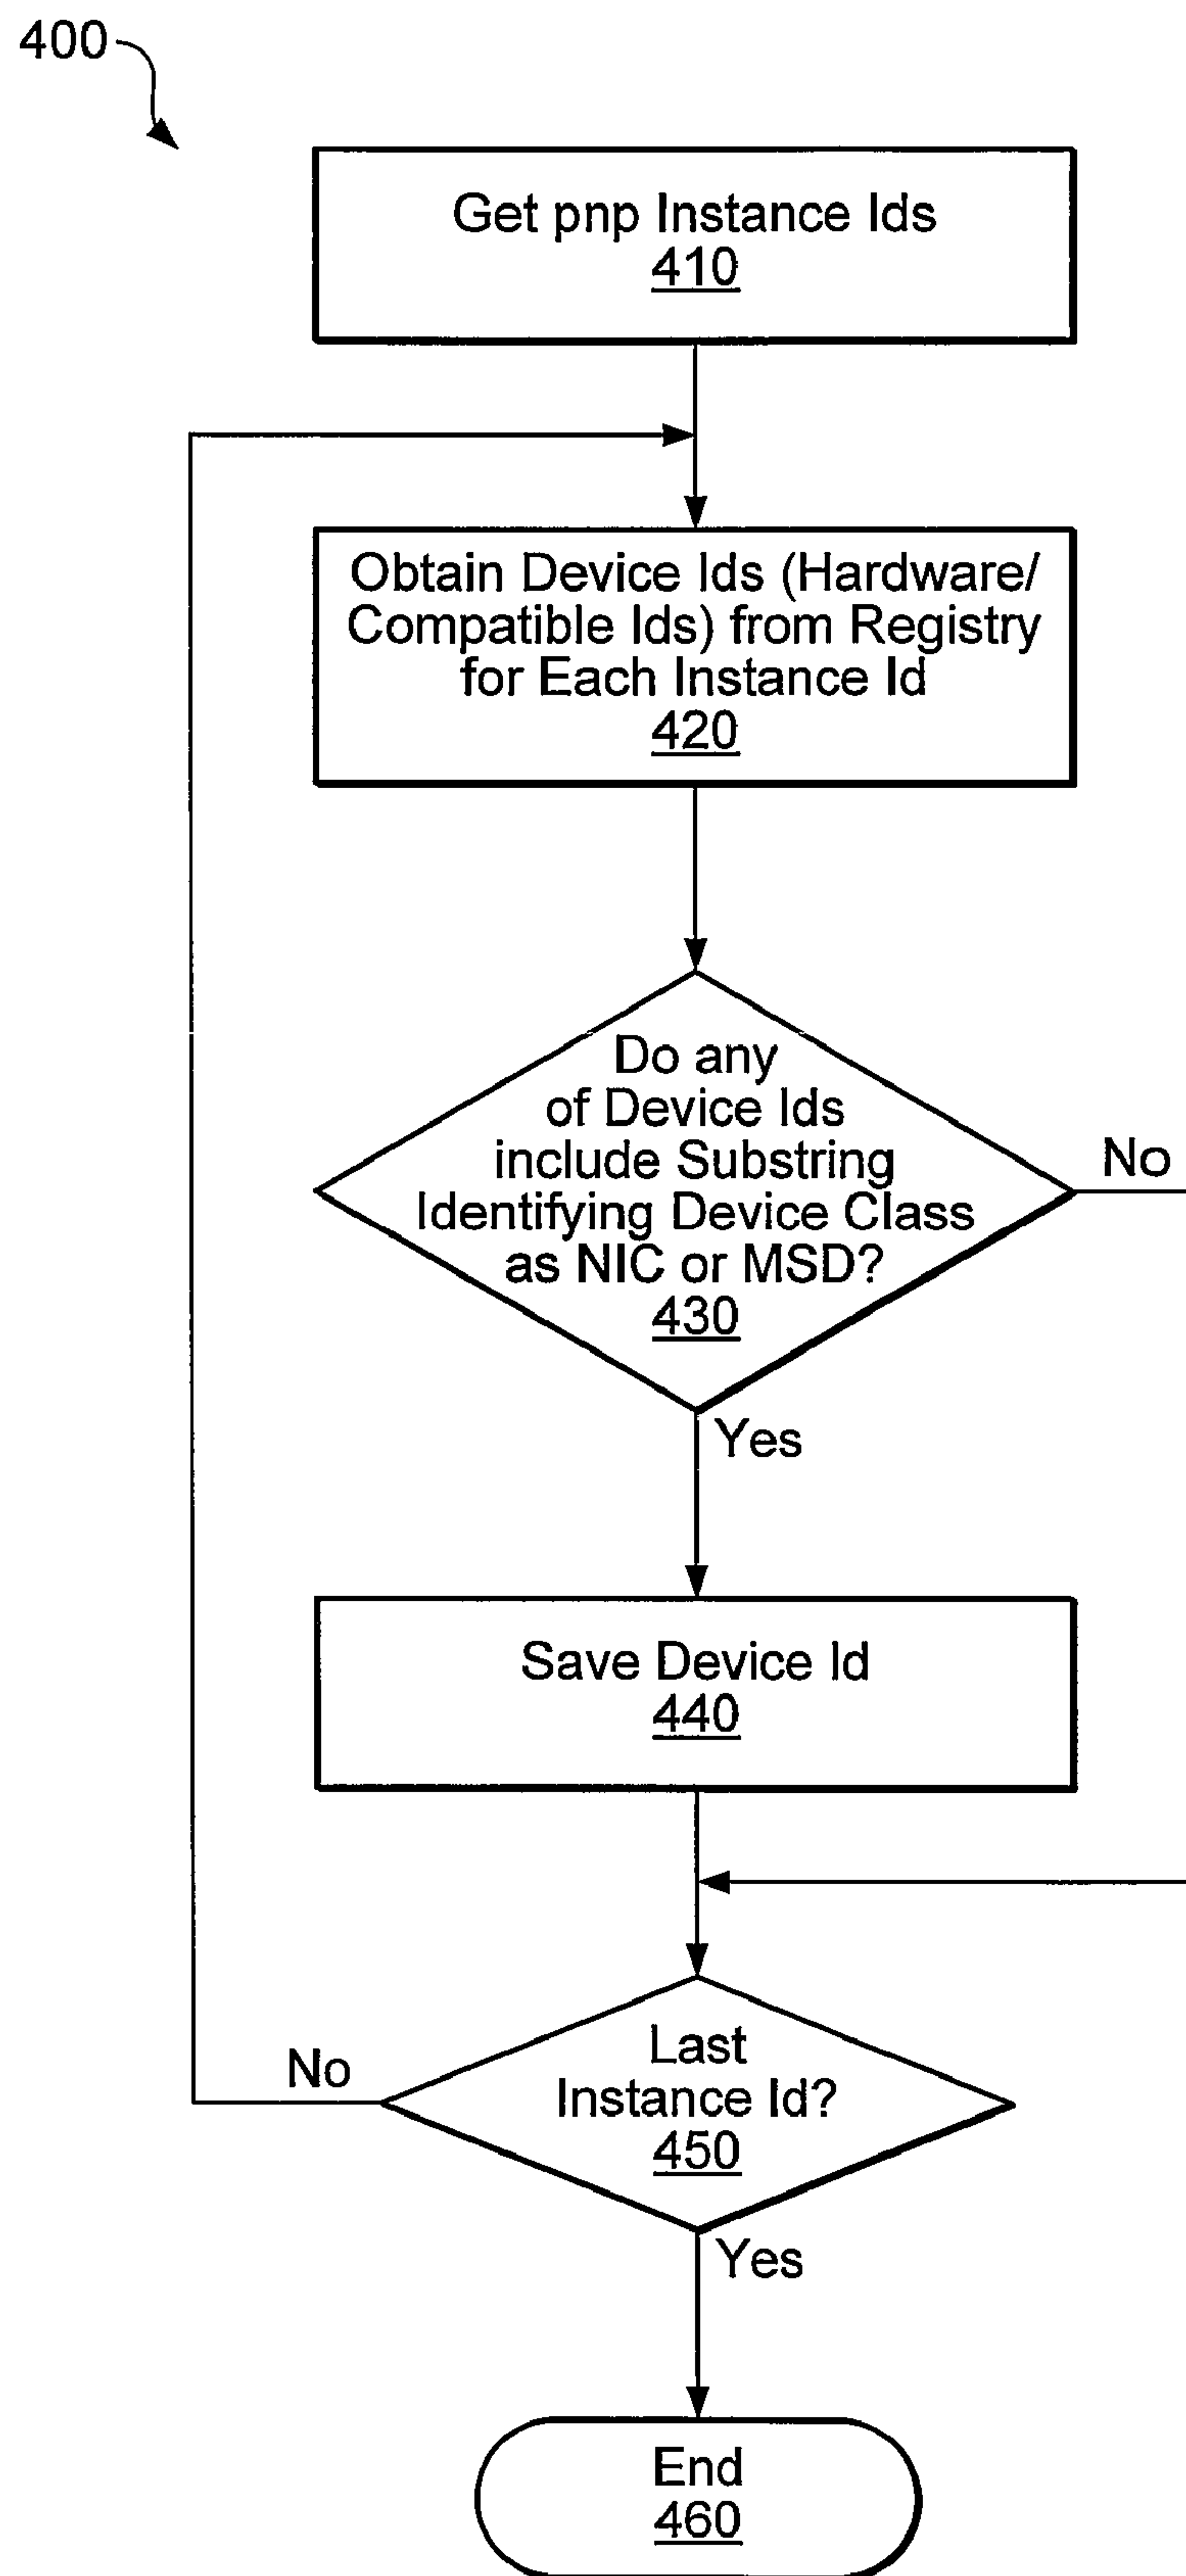 400
Get pnp Instance Ids
410
Obtain Device Ids (Hardware/
Compatible Ids) from Registry
for Each Instance Id
420
Do any
of Device Ids
include Substring
Identifying Device Class
as NIC or MSD?
430
No
Yes
Save Device Id
440
Last
Instance Id?
450
No
Yes
End
460